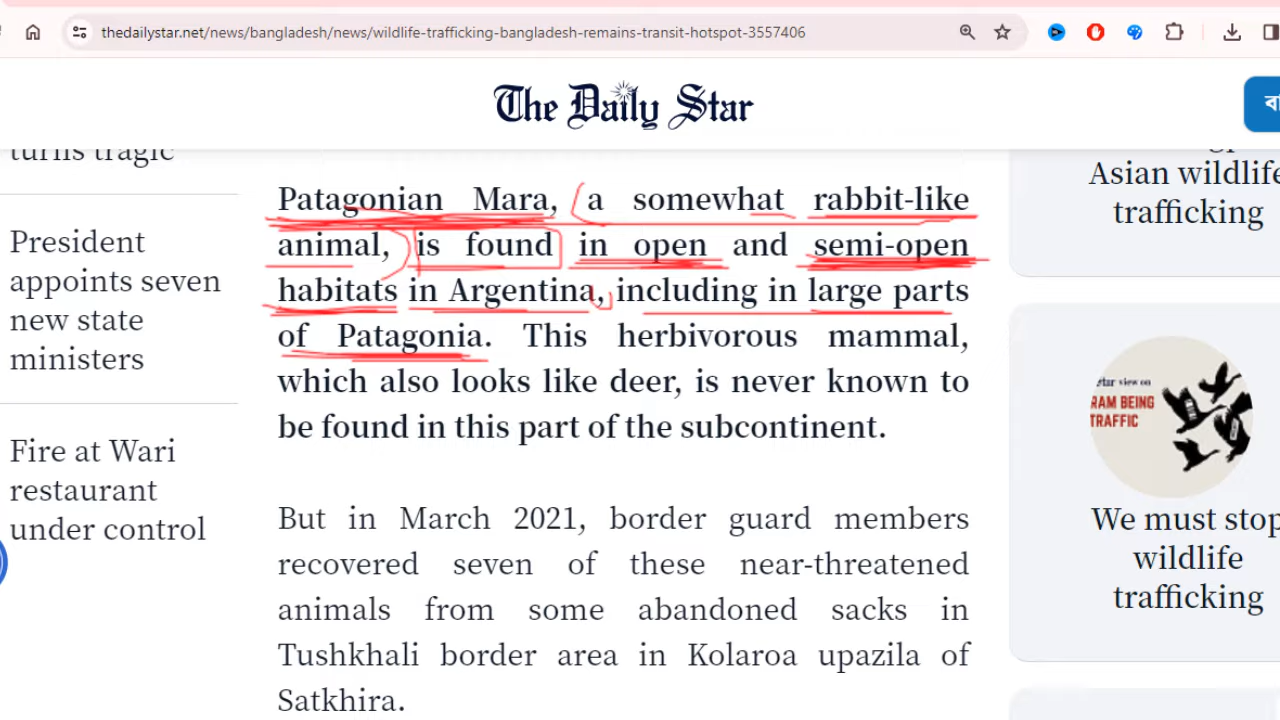 thedailystar.net/news/bangladesh/news/wildlife-trafficking-bangladesh-remains-transit-hotspot-3557406
The Daily Star
turns tragic
President
appoints seven
new state
ministers
Fire at Wari
restaurant
under control
Patagonian Mara, a somewhat rabbit-like
animal, is found in open and semi-open
habitats in Argentina, including in large parts
of Patagonia. This herbivorous mammal,
which also looks like deer, is never known to
be found in this part of the subcontinent.
But in March 2021, border guard members
recovered seven of these near-threatened
animals from some abandoned sacks in
Tushkhali border area in Kolaroa upazila of
Satkhira.
Asian wildlife
trafficking
star view on
RAM BEING
TRAFFIC
We must stop
wildlife
trafficking